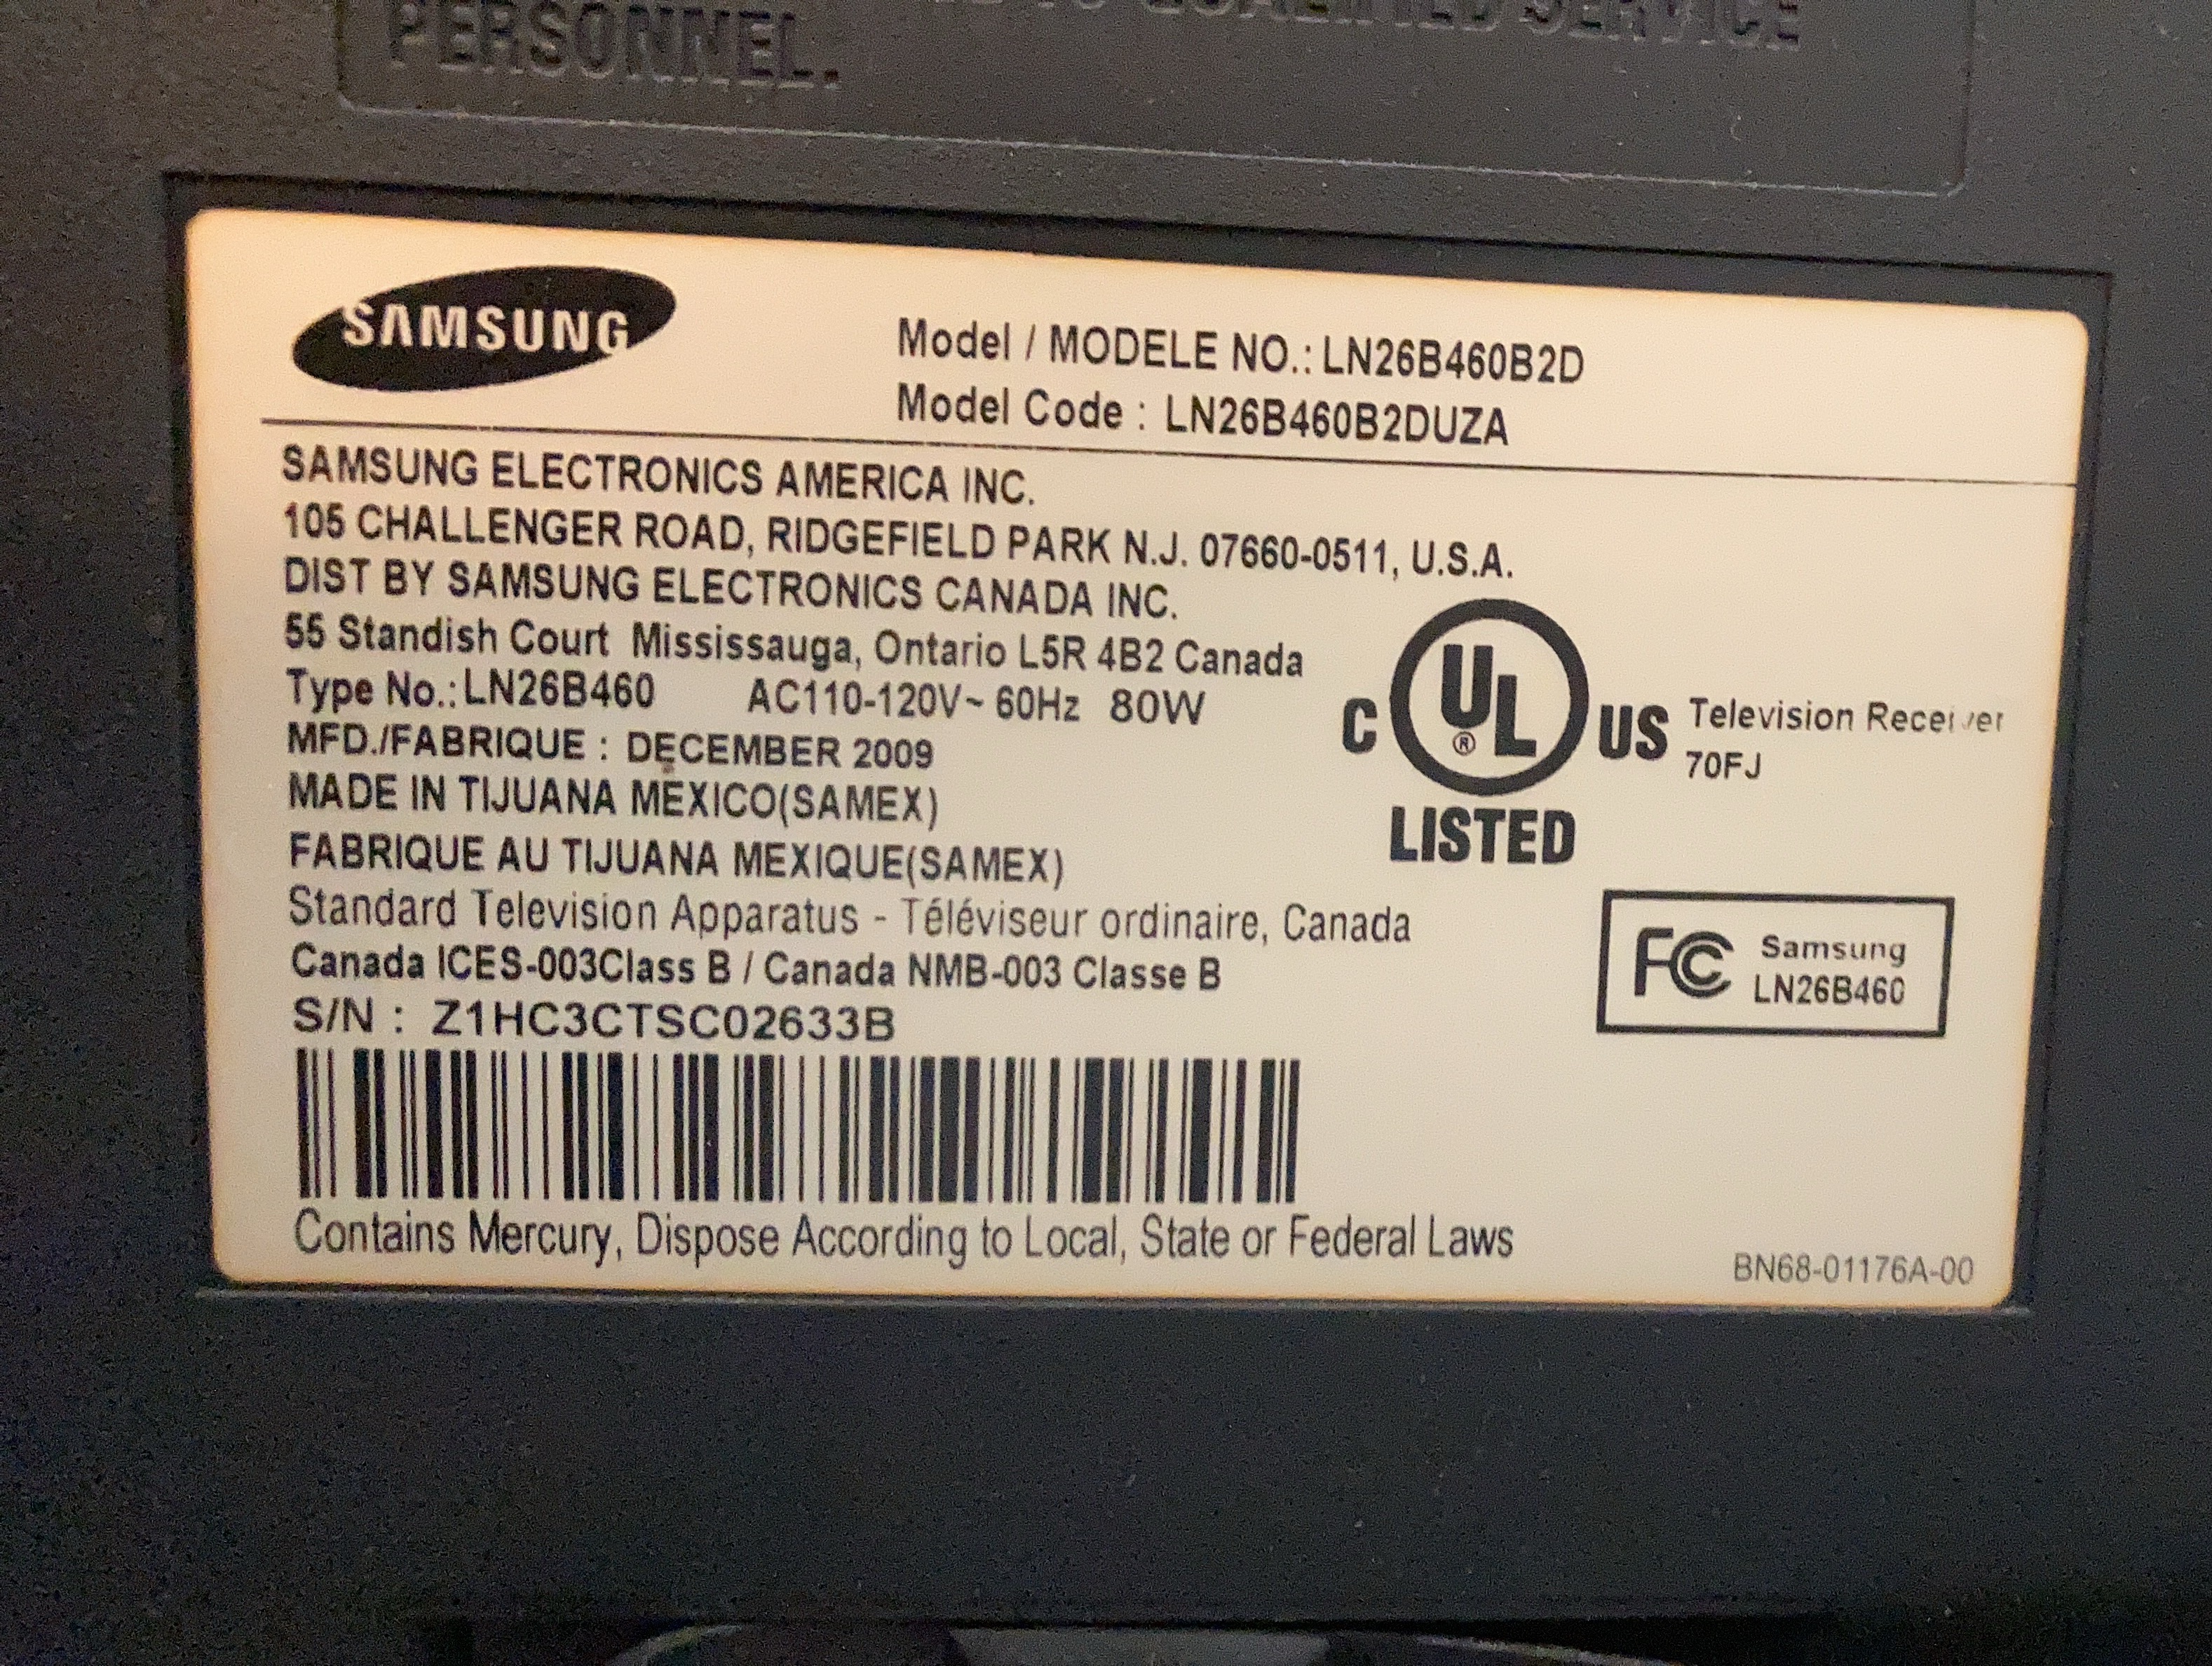 TO QUALIFIED SERVICE
PERSONNEL.
SAMSUNG
Model / MODELE NO.: LN26B460B2D
Model Code : LN26B460B2DUZA
SAMSUNG ELECTRONICS AMERICA INC.
105 CHALLENGER ROAD, RIDGEFIELD PARK N.J. 07660-0511, U.S.A.
DIST BY SAMSUNG ELECTRONICS CANADA INC.
55 Standish Court Mississauga, Ontario L5R 4B2 Canada
Type No.: LN26B460 AC110-120V~ 60Hz 80W
MFD./FABRIQUE : DECEMBER 2009
MADE IN TIJUANA MEXICO(SAMEX)
FABRIQUE AU TIJUANA MEXIQUE(SAMEX)
Standard Television Apparatus - Téléviseur ordinaire, Canada
Canada ICES-003Class B / Canada NMB-003 Classe B
S/N : Z1HC3CTSC02633B
Contains Mercury, Dispose According to Local, State or Federal Laws
C UL ® US
LISTED
Television Receiver
70FJ
FC Samsung
LN26B460
BN68-01176A-00